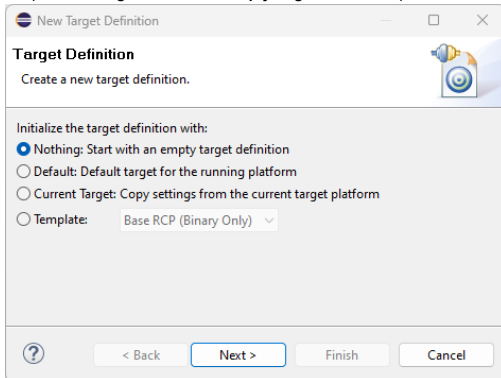 New Target Definition
Target Definition
Create a new target definition.
Initialize the target definition with:
Nothing: Start with an empty target definition
Default: Default target for the running platform
Current Target: Copy settings from the current target platform
Template: Base RCP (Binary Only)
? < Back Next > Finish Cancel